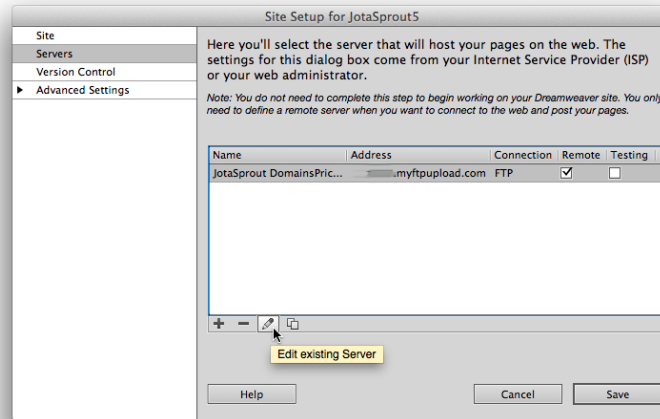 Site Setup for JotaSprout5
Site
Servers
Version Control
Advanced Settings
Here you'll select the server that will host your pages on the web. The
settings for this dialog box come from your Internet Service Provider (ISP)
or your web administrator.
Note: You do not need to complete this step to begin working on your Dreamweaver site. You only
need to define a remote server when you want to connect to the web and post your pages.
Name Address Connection Remote Testing
JotaSprout DomainsPric... .myftpupload.com FTP
Edit existing Server
Help Cancel Save